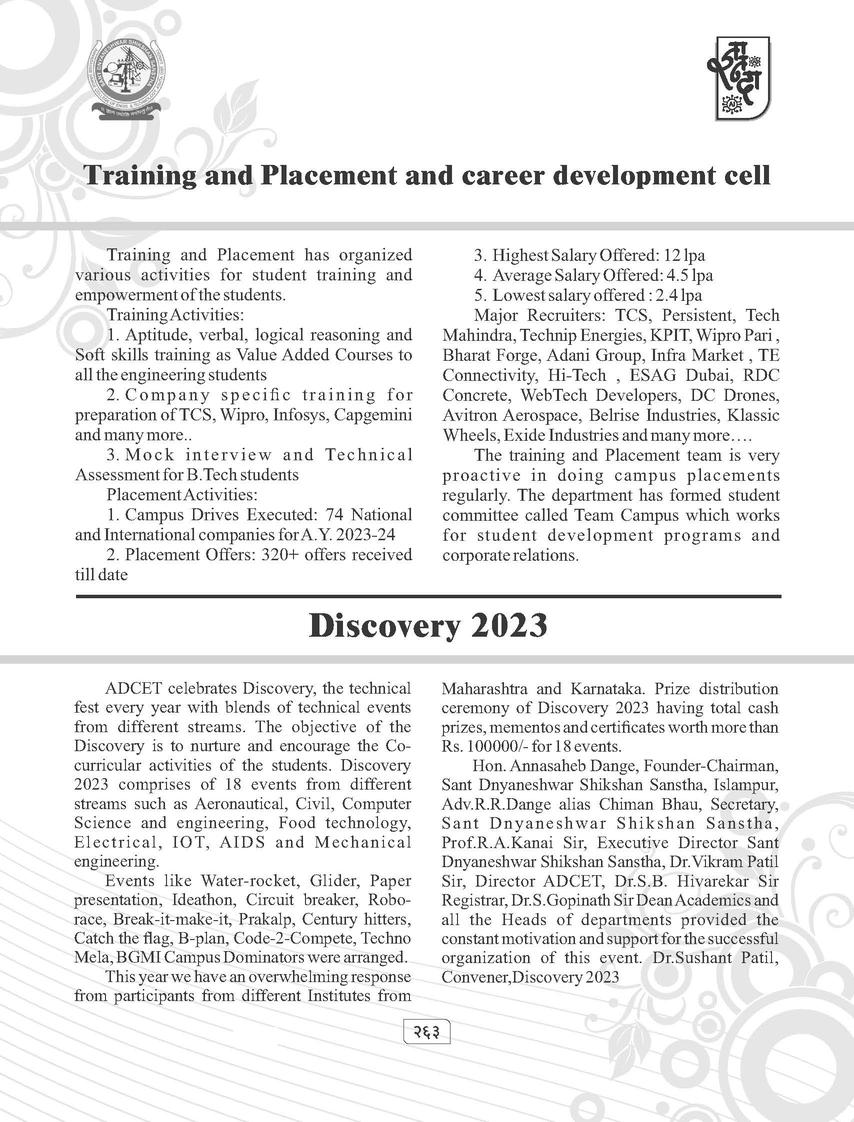 Training and Placement and career development cell
Training and Placement has organized
various activities for student training and
empowerment of the students.
Training Activities:
1. Aptitude, verbal, logical reasoning and
Soft skills training as Value Added Courses to
all the engineering students
2. Company specific training for
preparation of TCS, Wipro, Infosys, Capgemini
and many more..
3. Mock interview and Technical
Assessment for B.Tech students
Placement Activities:
1. Campus Drives Executed: 74 National
and International companies for A.Y. 2023-24
2. Placement Offers: 320+ offers received
till date
3. Highest Salary Offered: 12 lpa
4. Average Salary Offered: 4.5 lpa
5. Lowest salary offered : 2.4 lpa
Major Recruiters: TCS, Persistent, Tech
Mahindra, Technip Energies, KPIT, Wipro Pari ,
Bharat Forge, Adani Group, Infra Market , TE
Connectivity, Hi-Tech , ESAG Dubai, RDC
Concrete, WebTech Developers, DC Drones,
Avitron Aerospace, Belrise Industries, Klassic
Wheels, Exide Industries and many more….
The training and Placement team is very
proactive in doing campus placements
regularly. The department has formed student
committee called Team Campus which works
for student development programs and
corporate relations.
Discovery 2023
ADCET celebrates Discovery, the technical
fest every year with blends of technical events
from different streams. The objective of the
Discovery is to nurture and encourage the Co-
curricular activities of the students. Discovery
2023 comprises of 18 events from different
streams such as Aeronautical, Civil, Computer
Science and engineering, Food technology,
Electrical, IOT, AIDS and Mechanical
engineering.
Events like Water-rocket, Glider, Paper
presentation, Ideathon, Circuit breaker, Robo-
race, Break-it-make-it, Prakalp, Century hitters,
Catch the flag, B-plan, Code-2-Compete, Techno
Mela, BGMI Campus Dominators were arranged.
This year we have an overwhelming response
from participants from different Institutes from
Maharashtra and Karnataka. Prize distribution
ceremony of Discovery 2023 having total cash
prizes, mementos and certificates worth more than
Rs. 100000/- for 18 events.
Hon. Annasaheb Dange, Founder-Chairman,
Sant Dnyaneshwar Shikshan Sanstha, Islampur,
Adv.R.R.Dange alias Chiman Bhau, Secretary,
Sant Dnyaneshwar Shikshan Sanstha,
Prof.R.A.Kanai Sir, Executive Director Sant
Dnyaneshwar Shikshan Sanstha, Dr.Vikram Patil
Sir, Director ADCET, Dr.S.B. Hivarekar Sir
Registrar, Dr.S.Gopinath Sir Dean Academics and
all the Heads of departments provided the
constant motivation and support for the successful
organization of this event. Dr.Sushant Patil,
Convener,Discovery 2023
२६३